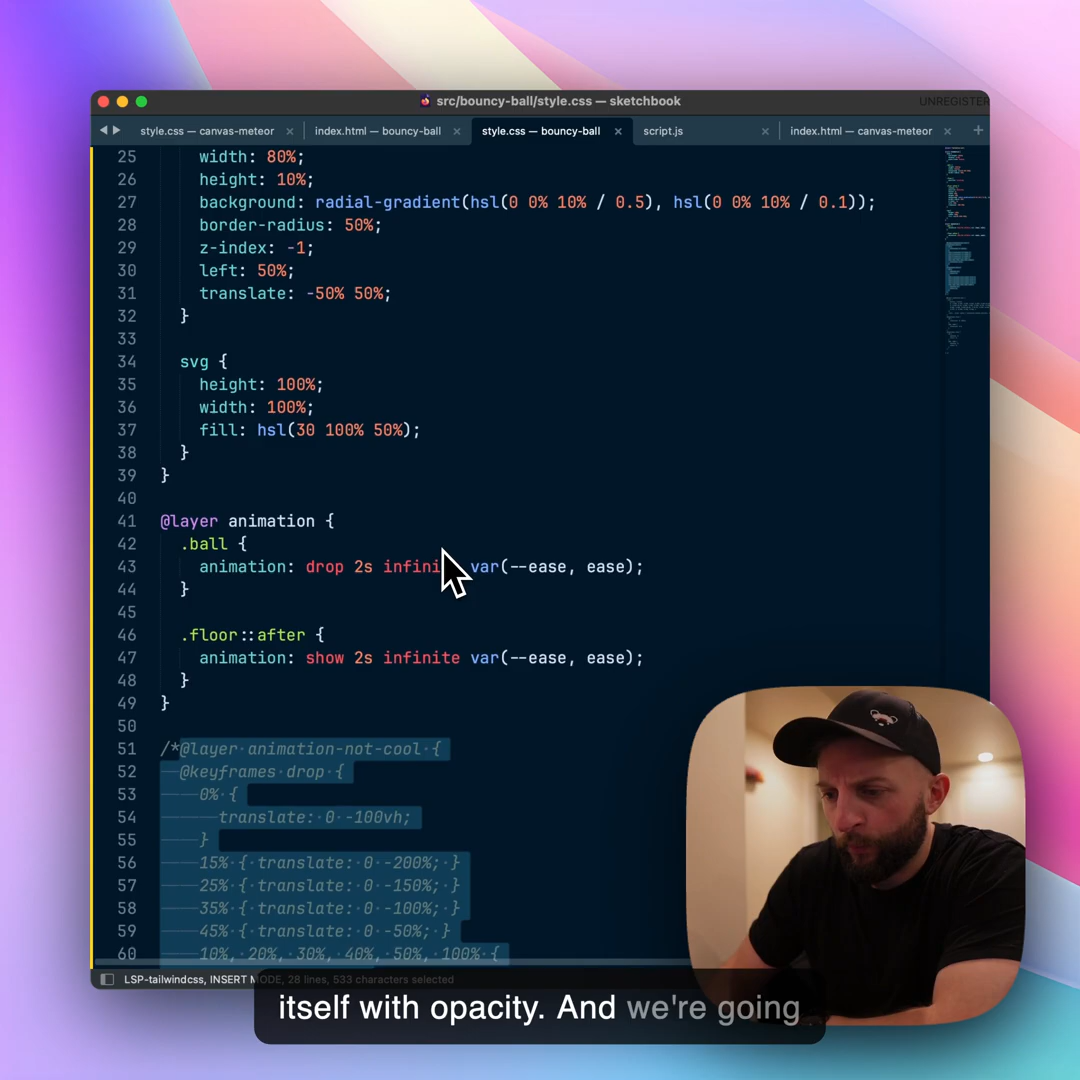 src/bouncy-ball/style.css — sketchbook
UNREGISTER
style.css — canvas-meteor
index.html — bouncy-ball
style.css — bouncy-ball
script.js
index.html — canvas-meteor
25 width: 80%;
26 height: 10%;
27 background: radial-gradient(hsl(0 0% 10% / 0.5), hsl(0 0% 10% / 0.1));
28 border-radius: 50%;
29 z-index: -1;
30 left: 50%;
31 translate: -50% 50%;
32 }
33
34 svg {
35 height: 100%;
36 width: 100%;
37 fill: hsl(30 100% 50%);
38 }
39 }
40
41 @layer animation {
42 .ball {
43 animation: drop 2s infini var(--ease, ease);
44 }
45
46 .floor::after {
47 animation: show 2s infinite var(--ease, ease);
48 }
49 }
50
51 /*@layer animation-not-cool {
52 @keyframes drop {
53 0% {
54 translate: 0 -100vh;
55 }
56 15% { translate: 0 -200%; }
57 25% { translate: 0 -150%; }
58 35% { translate: 0 -100%; }
59 45% { translate: 0 -50%; }
60 10%, 20%, 30%, 40%, 50%, 100% {
LSP-tailwindcss, INSERT MODE, 28 lines, 533 characters selected
itself with opacity. And we're going